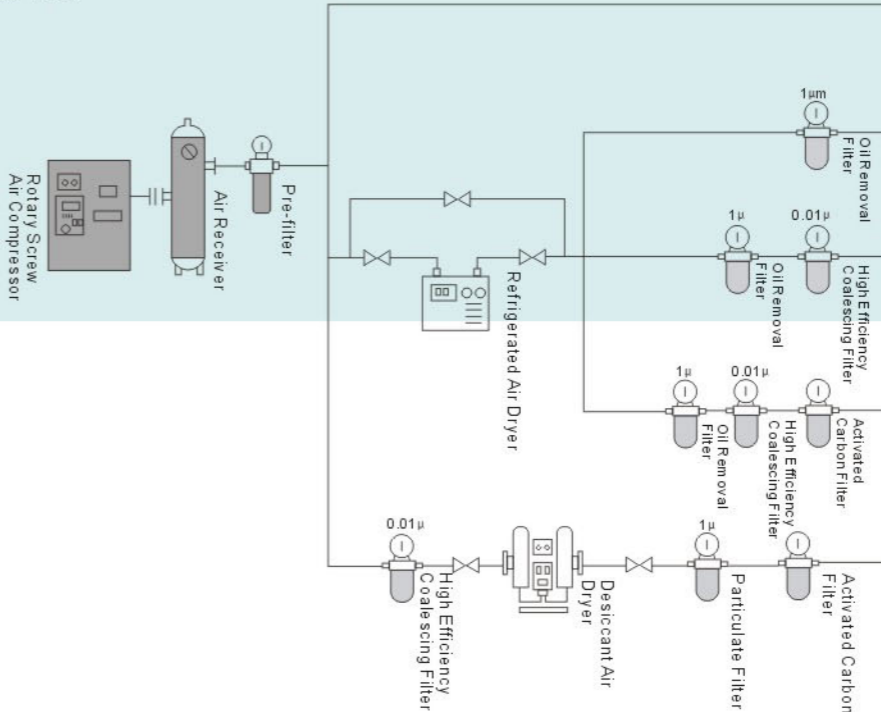 1µm
Oil Removal
Filter
1µ
0.01µ
Oil Removal
Filter
High Efficiency
Coalescing Filter
Rotary Screw
Air Compressor
Air Receiver
Pre-filter
Refrigerated Air Dryer
1µ
0.01µ
Oil Removal
Filter
High Efficiency
Coalescing Filter
Activated
Carbon Filter
0.01µ
High Efficiency
Coalescing Filter
Desiccant Air
Dryer
1µ
Particulate Filter
Activated Carbon
Filter